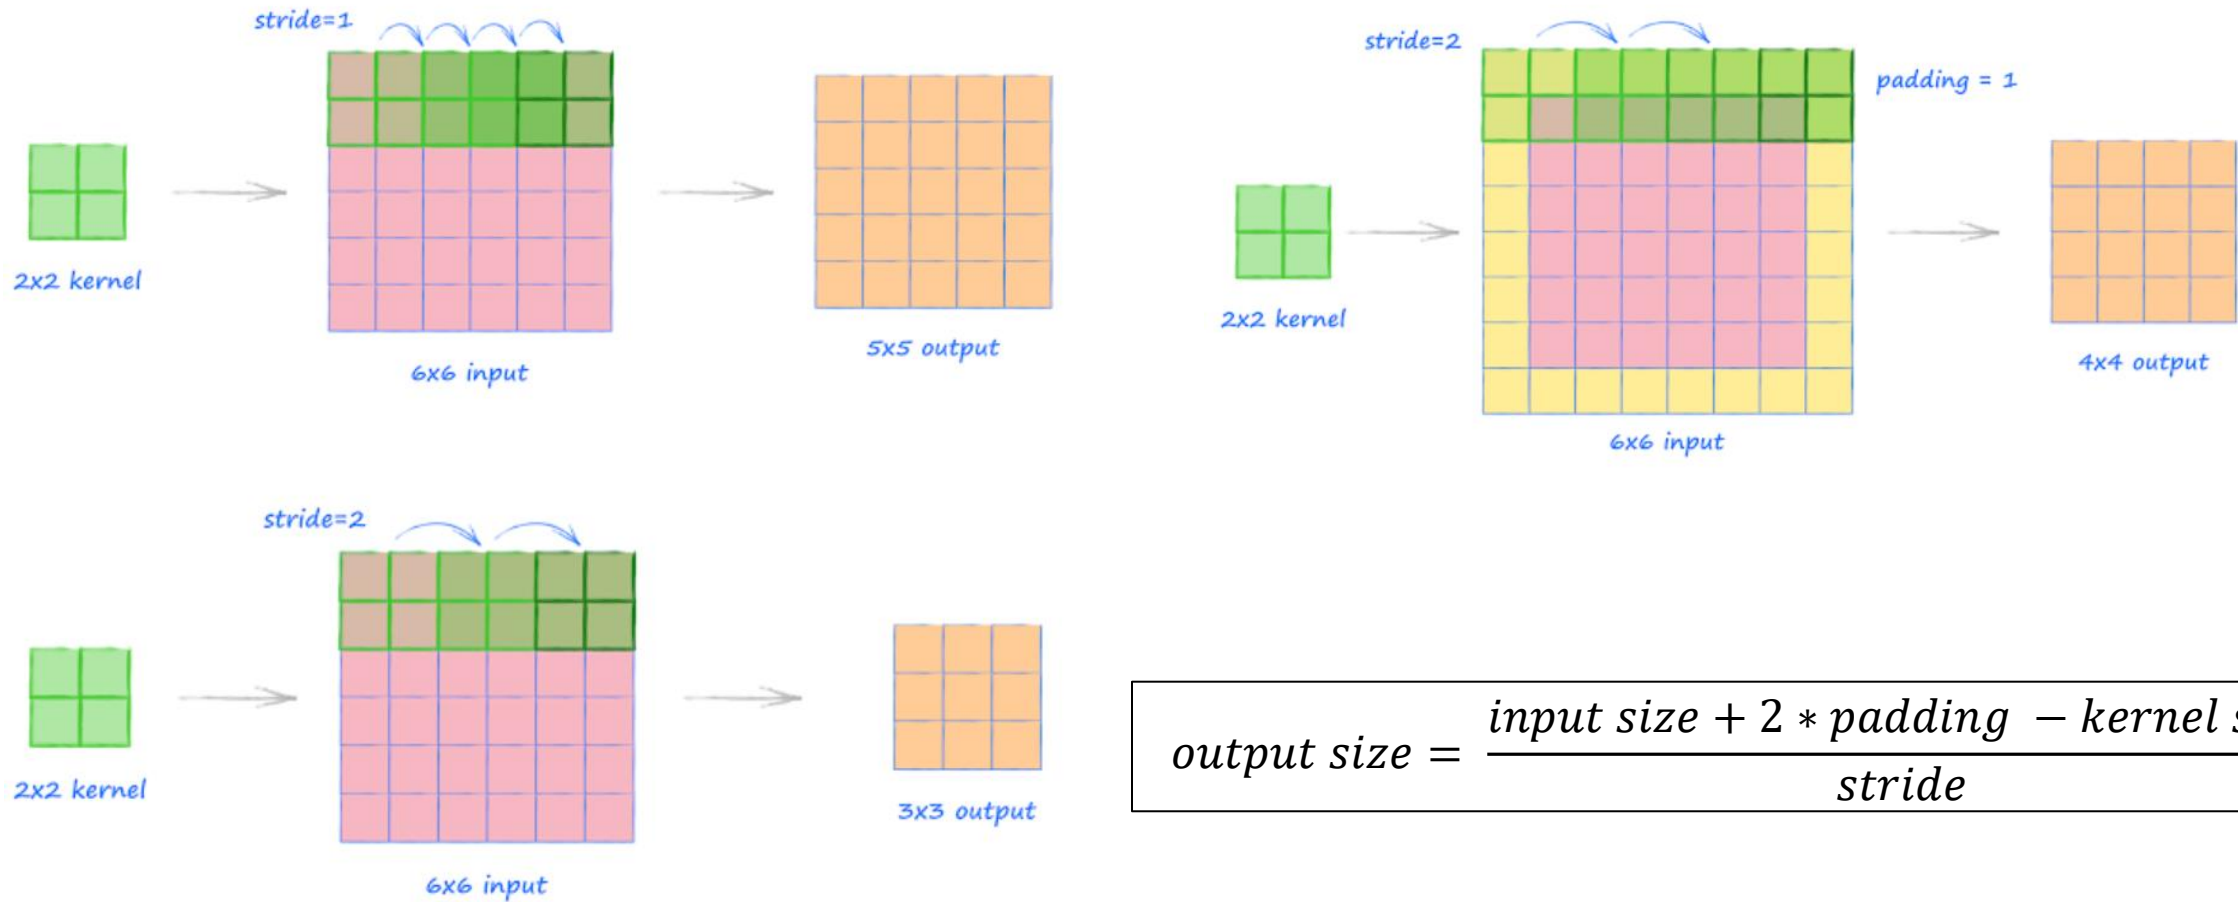 stride=1
2x2 kernel
6x6 input
5x5 output
stride=2
padding = 1
2x2 kernel
6x6 input
4x4 output
stride=2
2x2 kernel
6x6 input
3x3 output
output size = input size + 2 * padding − kernel
stride